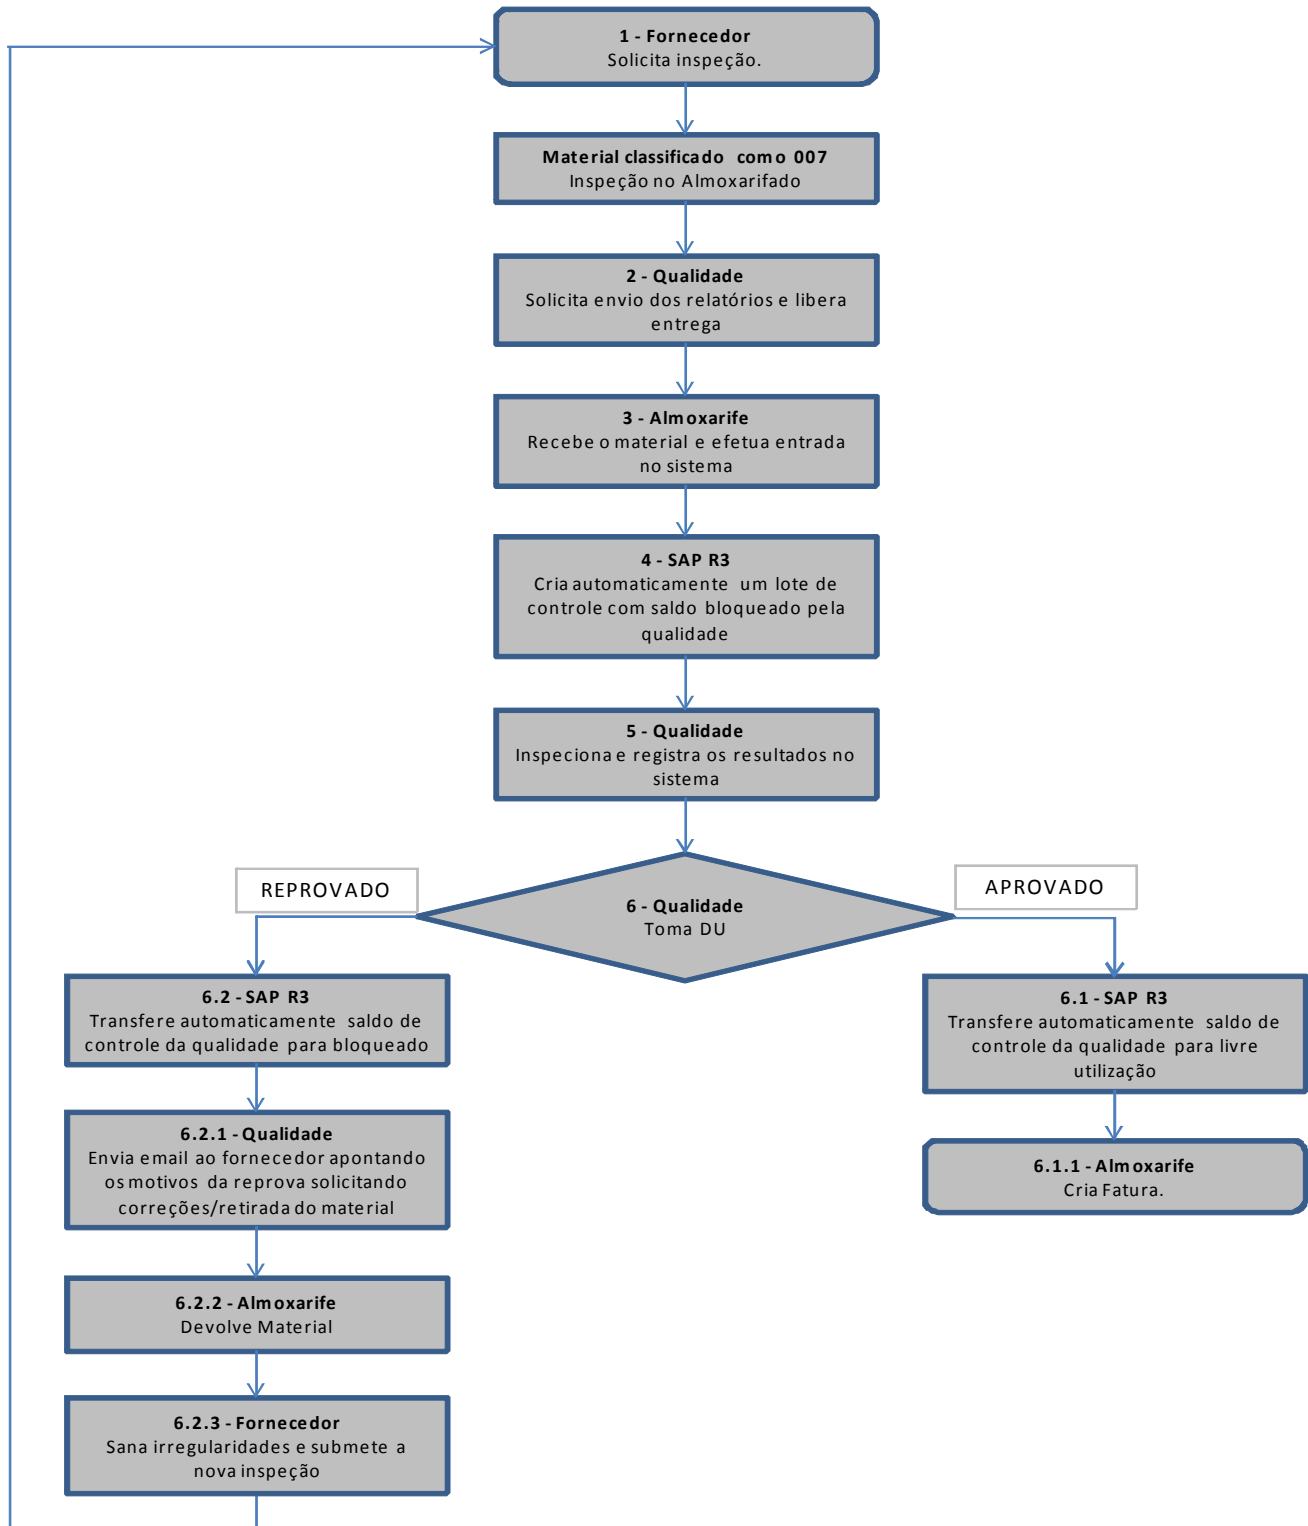 1 - Fornecedor
Solicita inspeção.
Material classificado como 007
Inspeção no Almoxarifado
2 - Qualidade
Solicita envio dos relatórios e libera
entrega
3 - Almoxarife
Recebe o material e efetua entrada
no sistema
4 - SAP R3
Cria automaticamente um lote de
controle com saldo bloqueado pela
qualidade
5 - Qualidade
Inspeciona e registra os resultados no
sistema
REPROVADO
APROVADO
6 - Qualidade
Toma DU
6.2 - SAP R3
Transfere automaticamente saldo de
controle da qualidade para bloqueado
6.1 - SAP R3
Transfere automaticamente saldo de
controle da qualidade para livre
utilização
6.2.1 - Qualidade
Envia email ao fornecedor apontando
os motivos da reprova solicitando
correções/retirada do material
6.1.1 - Almoxarife
Cria Fatura.
6.2.2 - Almoxarife
Devolve Material
6.2.3 - Fornecedor
Sana irregularidades e submete a
nova inspeção